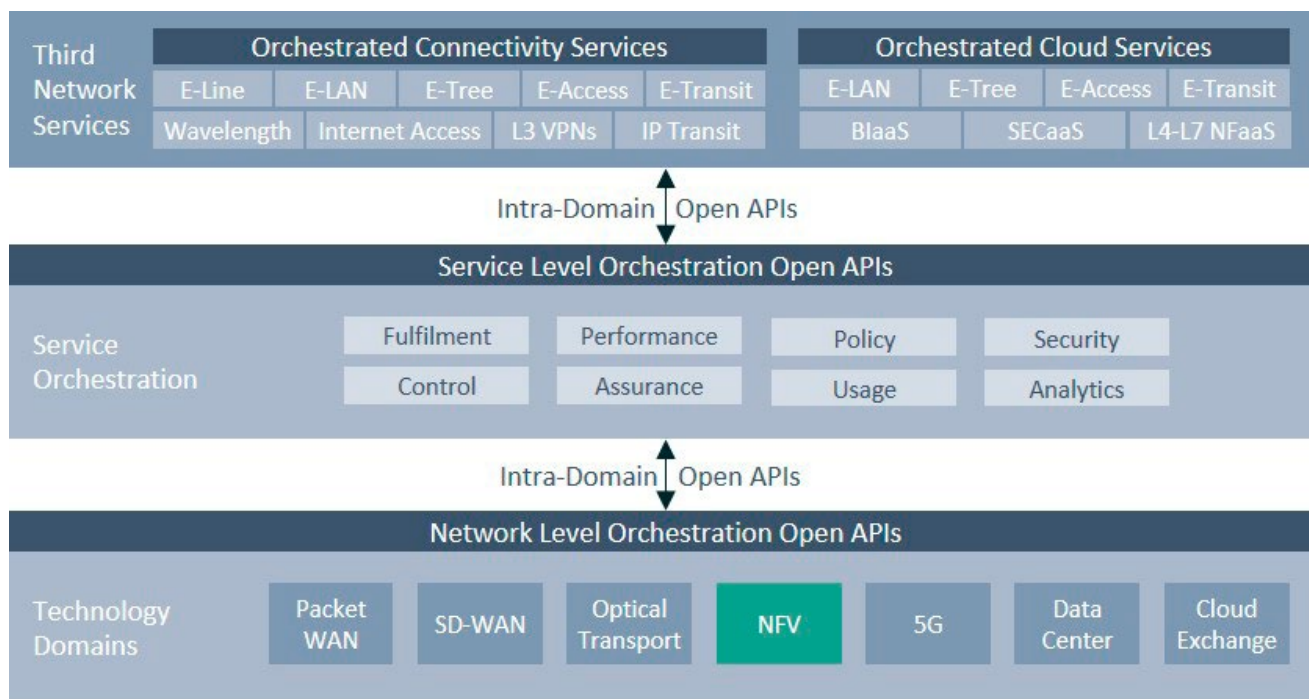 Third
Network
Services
Orchestrated Connectivity Services
E-Line E-LAN E-Tree E-Access E-Transit
Wavelength Internet Access L3 VPNs IP Transit
Orchestrated Cloud Services
E-LAN E-Tree E-Access E-Transit
BIaaS SECaaS L4-L7 NFaaS
Intra-Domain Open APIs
Service Level Orchestration Open APIs
Service
Orchestration
Fulfilment Performance Policy Security
Control Assurance Usage Analytics
Intra-Domain Open APIs
Network Level Orchestration Open APIs
Technology
Domains
Packet
WAN
SD-WAN
Optical
Transport
NFV
5G
Data
Center
Cloud
Exchange